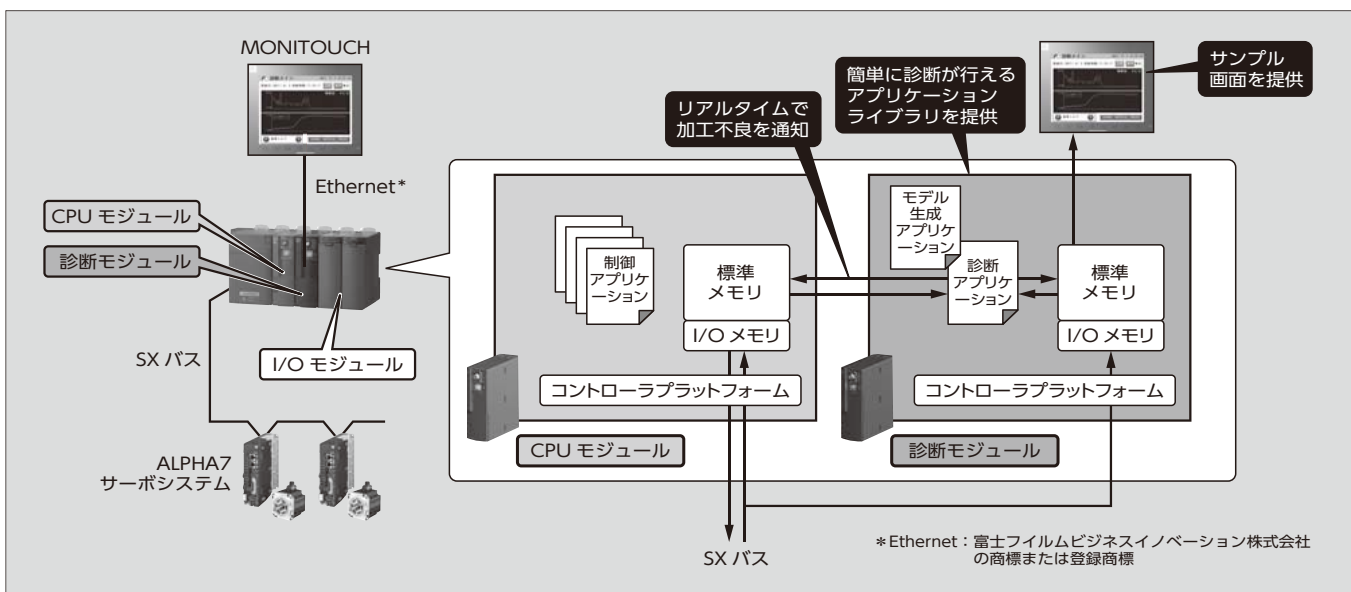 MONITOUCH
Ethernet*
CPU モジュール
診断モジュール
SX バス
I/O モジュール
ALPHA7
サーボシステム
リアルタイムで
加工不良を通知
簡単に診断が行える
アプリケーション
ライブラリを提供
サンプル
画面を提供
制御
アプリケ
ーション
標準
メモリ
I/O メモリ
コントローラプラットフォーム
CPU モジュール
モデル
生成
アプリケ
ーション
診断
アプリケ
ーション
標準
メモリ
I/O メモリ
コントローラプラットフォーム
診断モジュール
SX バス
*Ethernet:富士フイルムビジネスイノベーション株式会社
の商標または登録商標